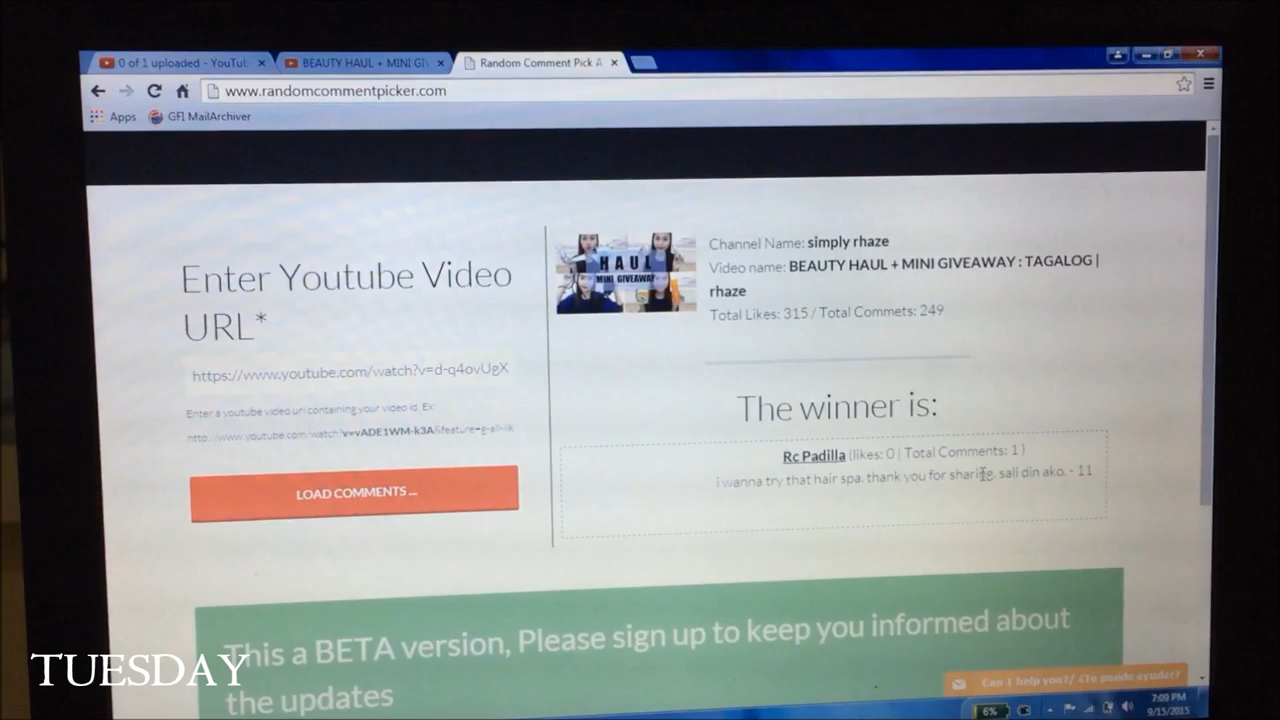 0 of 1 uploaded - YouTub
BEAUTY HAUL + MINI GI
Random Comment Pick A
www.randomcommentpicker.com
Apps
GFI MailArchiver
Enter Youtube Video
URL*
https://www.youtube.com/watch?v=d-q4ovUgX
Enter a youtube video url containing your video id. Ex:
http://www.youtube.com/watch?v=vADE1WM-k3A&feature=g-all-lik
LOAD COMMENTS ...
HAUL
MINI GIVEAWAY
Channel Name: simply rhaze
Video name: BEAUTY HAUL + MINI GIVEAWAY : TAGALOG |
rhaze
Total Likes: 315 / Total Commets: 249
The winner is:
Rc Padilla (likes: 0 | Total Comments: 1 )
i wanna try that hair spa. thank you for sharing. sali din ako. - 11
This a BETA version, Please sign up to keep you informed about
the updates
Can I help you?/ ¿Te puedo ayudar?
6%
7:09 PM
9/15/2015
TUESDAY